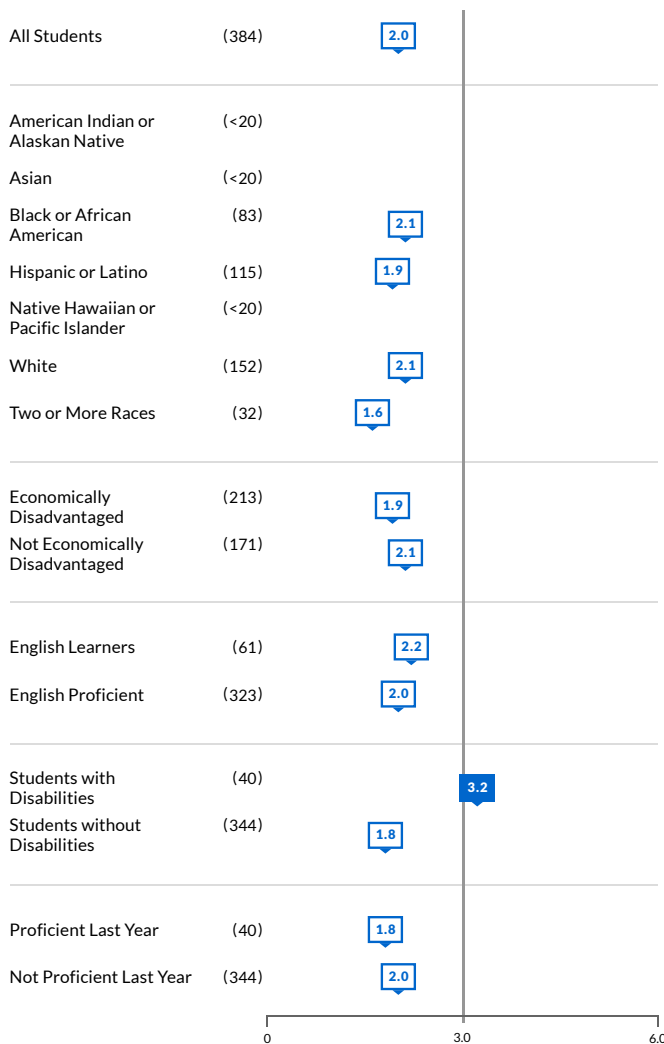 All Students (384) 2.0
American Indian or
Alaskan Native (<20)
Asian (<20)
Black or African
American (83) 2.1
Hispanic or Latino (115) 1.9
Native Hawaiian or
Pacific Islander (<20)
White (152) 2.1
Two or More Races (32) 1.6
Economically
Disadvantaged (213) 1.9
Not Economically
Disadvantaged (171) 2.1
English Learners (61) 2.2
English Proficient (323) 2.0
Students with
Disabilities (40) 3.2
Students without
Disabilities (344) 1.8
Proficient Last Year (40) 1.8
Not Proficient Last Year (344) 2.0
0 3.0 6.0